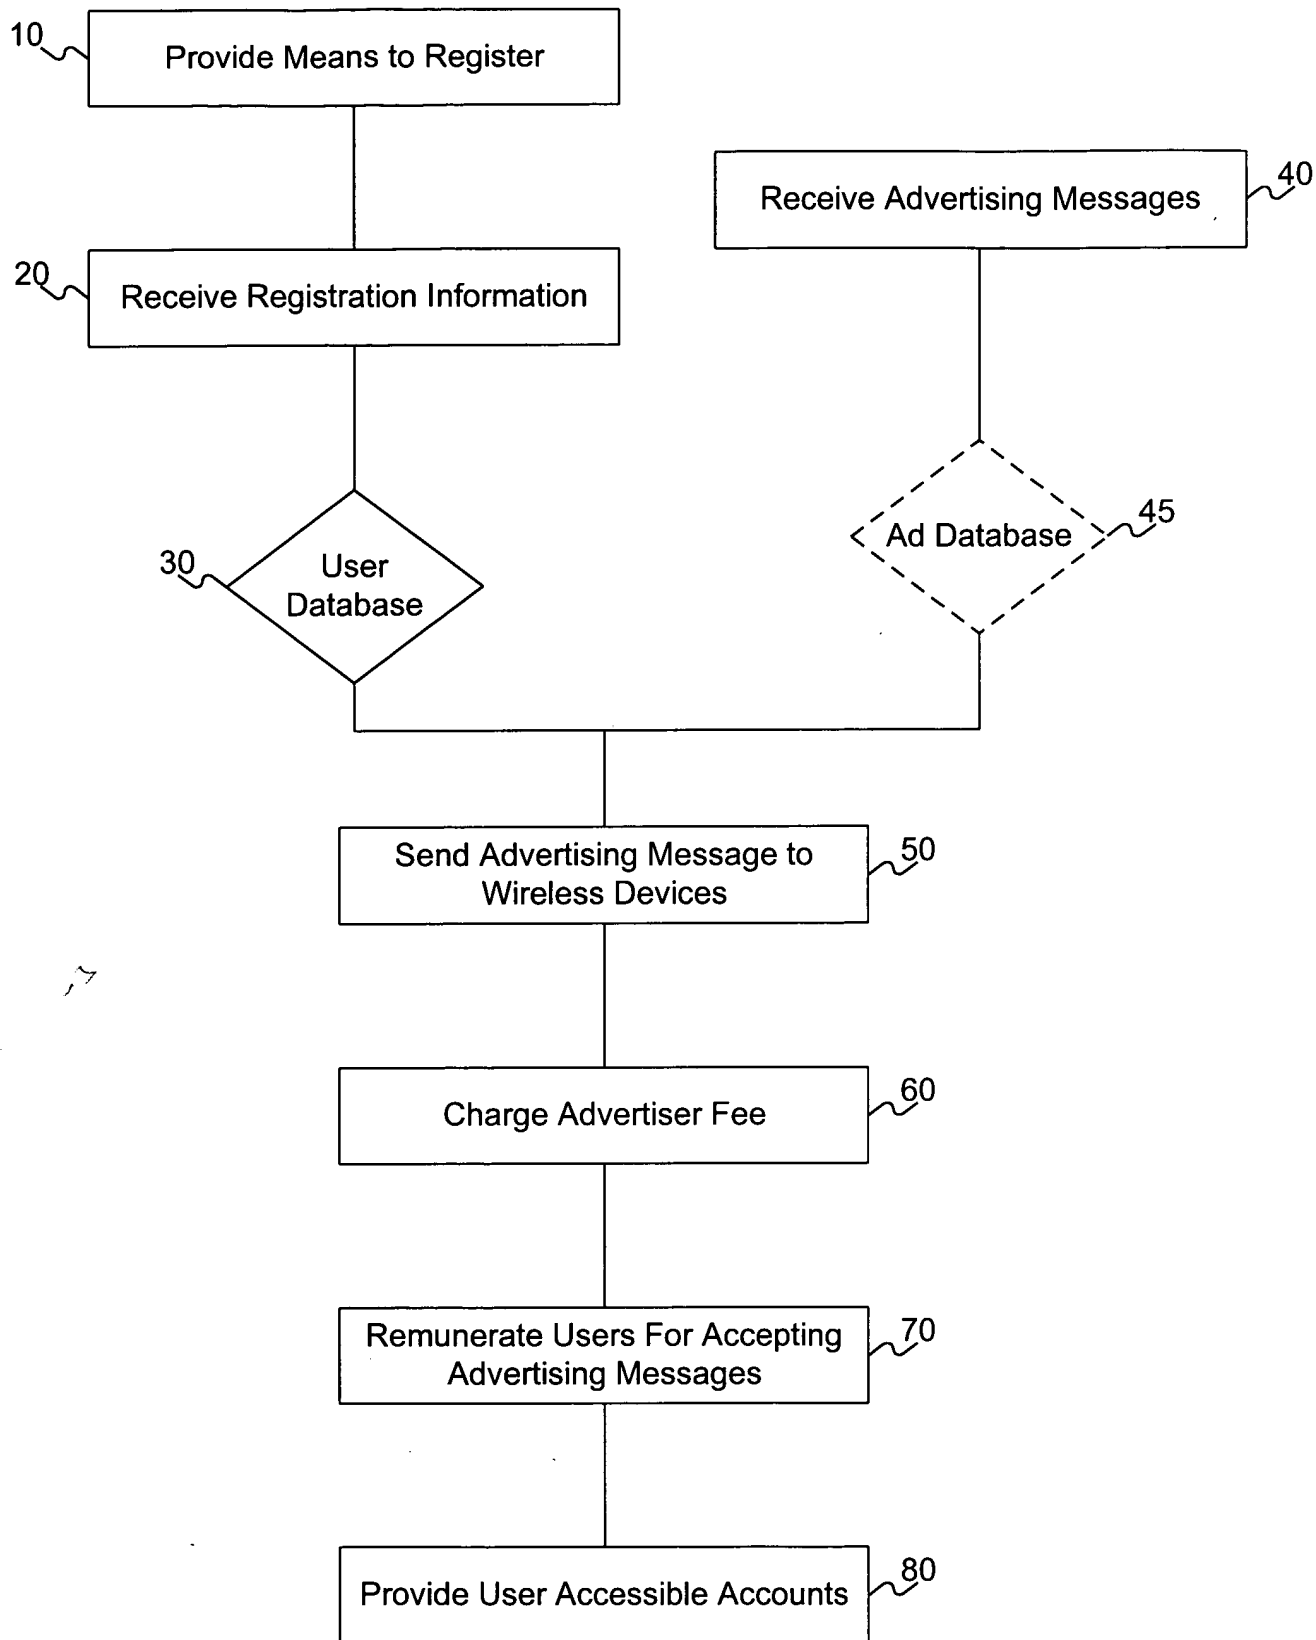 10
Provide Means to Register
Receive Advertising Messages
40
20
Receive Registration Information
Ad Database
45
30
User
Database
Send Advertising Message to
Wireless Devices
50
Charge Advertiser Fee
60
Remunerate Users For Accepting
Advertising Messages
70
Provide User Accessible Accounts
80